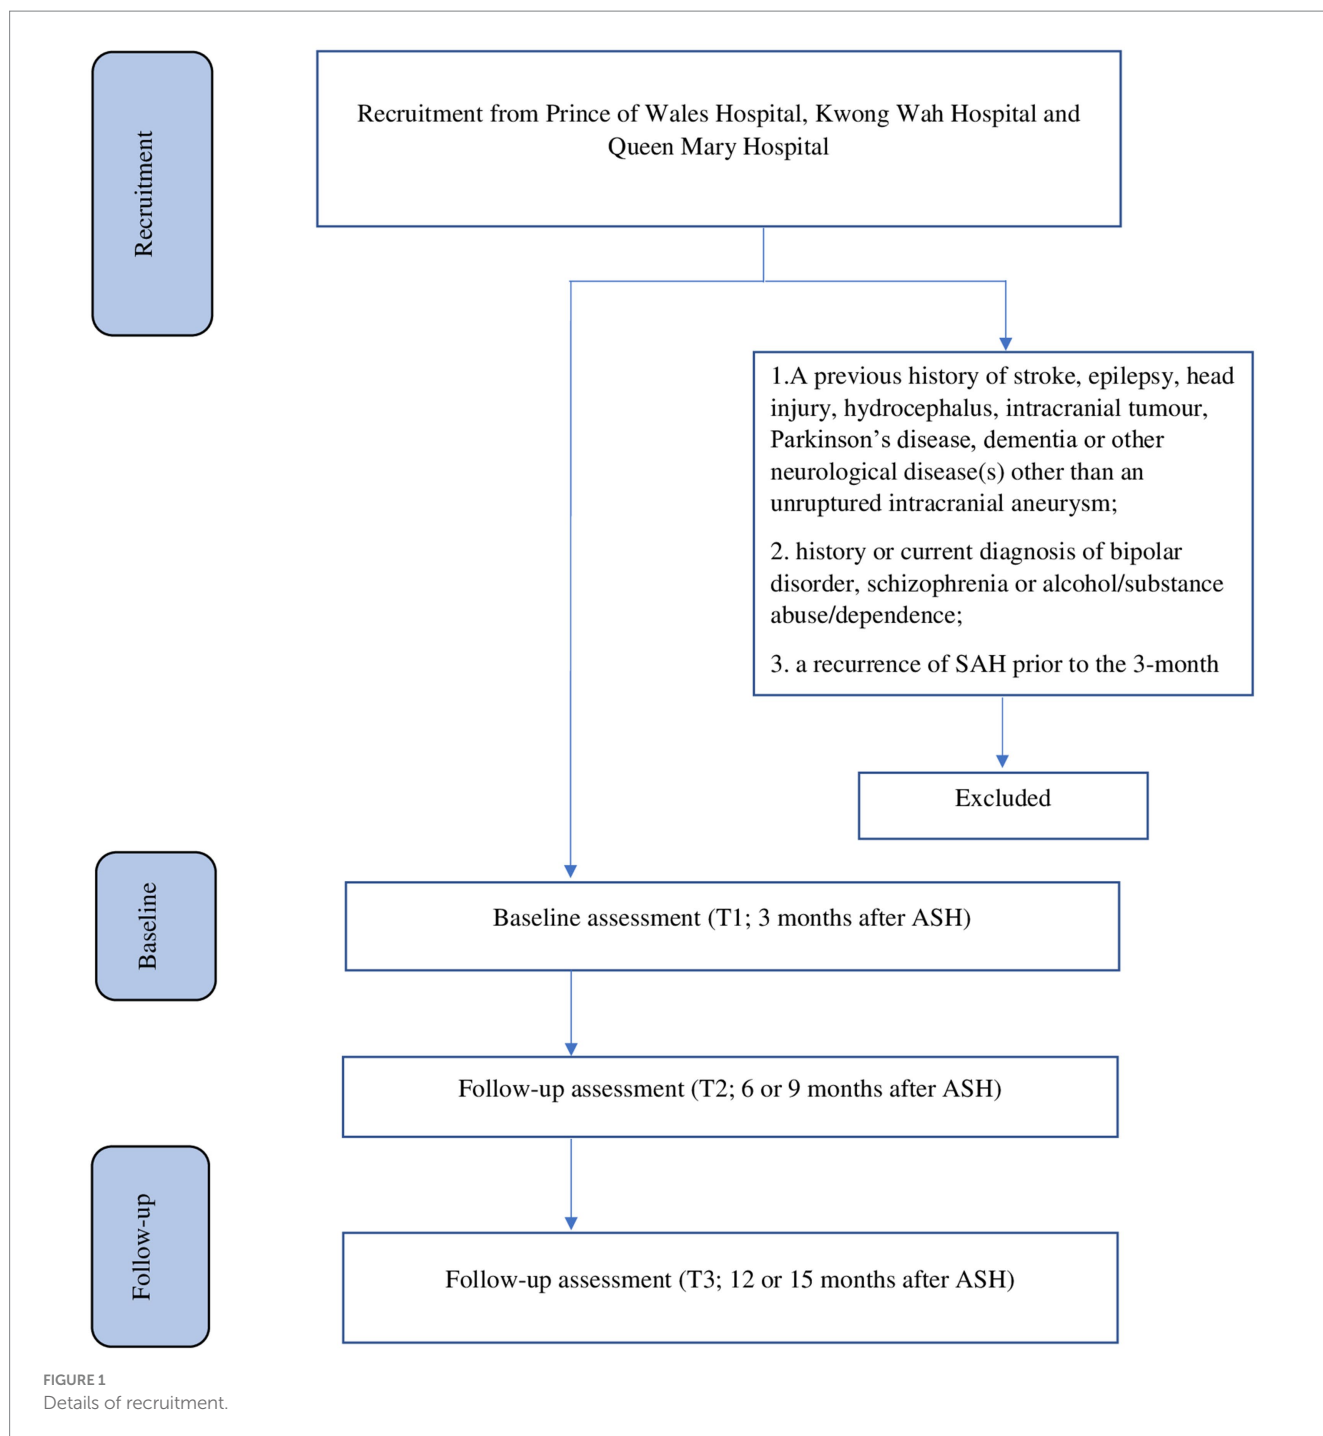 Recruitment
Recruitment from Prince of Wales Hospital, Kwong Wah Hospital and
Queen Mary Hospital
1.A previous history of stroke, epilepsy, head
injury, hydrocephalus, intracranial tumour,
Parkinson’s disease, dementia or other
neurological disease(s) other than an
unruptured intracranial aneurysm;
2. history or current diagnosis of bipolar
disorder, schizophrenia or alcohol/substance
abuse/dependence;
3. a recurrence of SAH prior to the 3-month
Excluded
Baseline
Baseline assessment (T1; 3 months after ASH)
Follow-up assessment (T2; 6 or 9 months after ASH)
Follow-up
Follow-up assessment (T3; 12 or 15 months after ASH)
FIGURE 1
Details of recruitment.